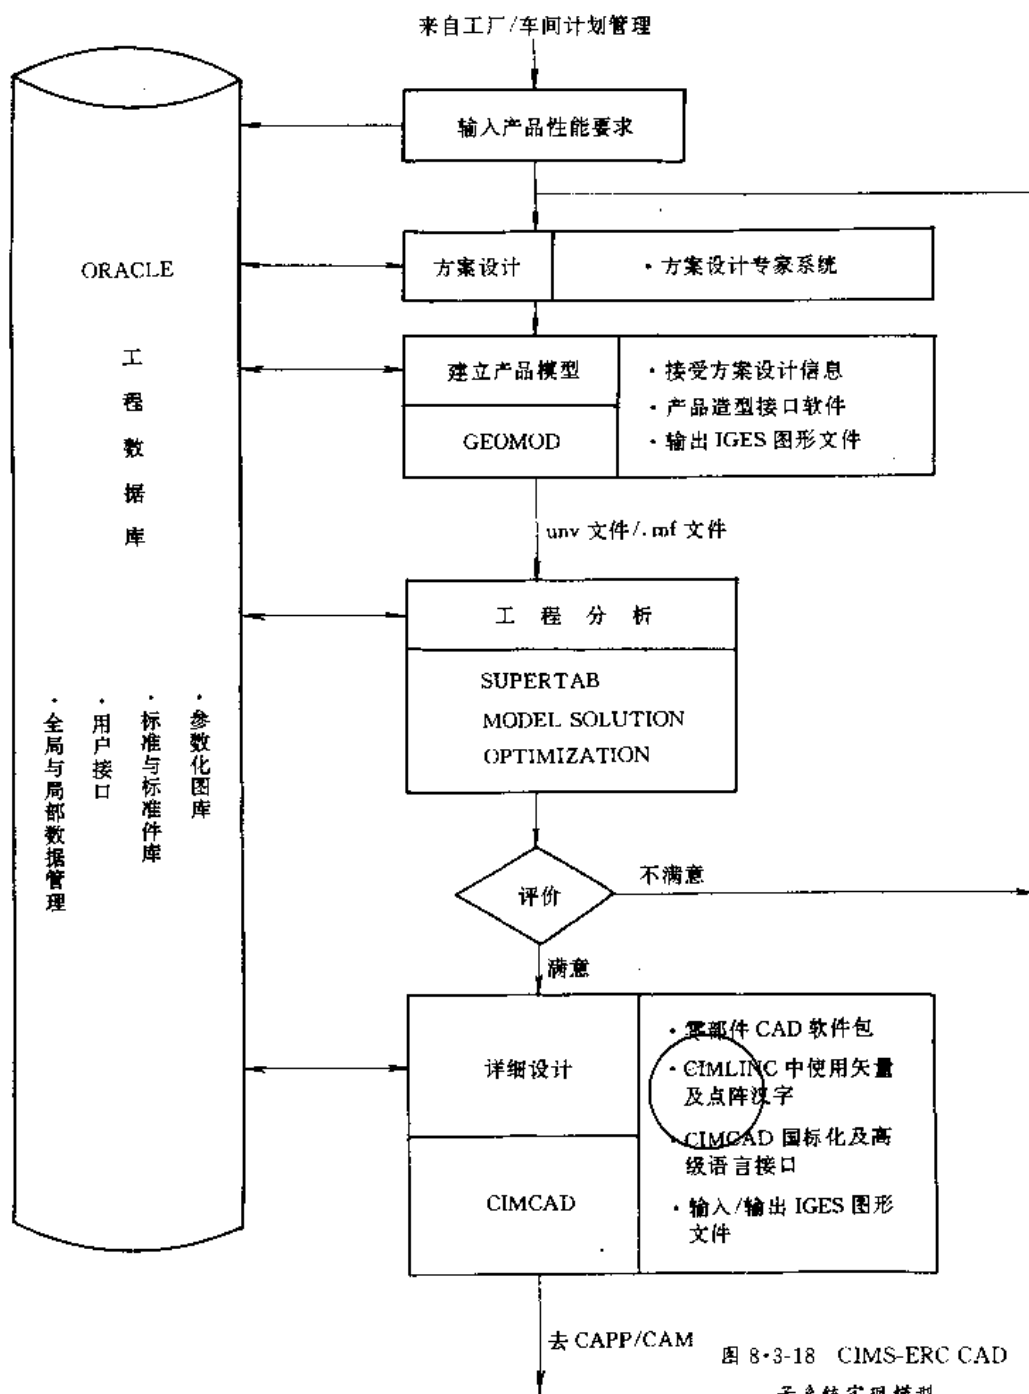 来自工厂/车间计划管理
输入产品性能要求
ORACLE
工程数据库
· 全局与局部数据管理
· 用户接口
· 标准与标准件库
· 参数化图库
方案设计
· 方案设计专家系统
建立产品模型
GEOMOD
· 接受方案设计信息
· 产品造型接口软件
· 输出 IGES 图形文件
unv 文件/.mf 文件
工程分析
SUPERTAB
MODEL SOLUTION
OPTIMIZATION
评价
不满意
满意
详细设计
CIMCAD
· 零部件 CAD 软件包
· CIMLINC 中使用矢量
及点阵汉字
· CIMCAD 国标化及高
级语言接口
· 输入/输出 IGES 图形
文件
去 CAPP/CAM
图 8·3-18 CIMS-ERC CAD